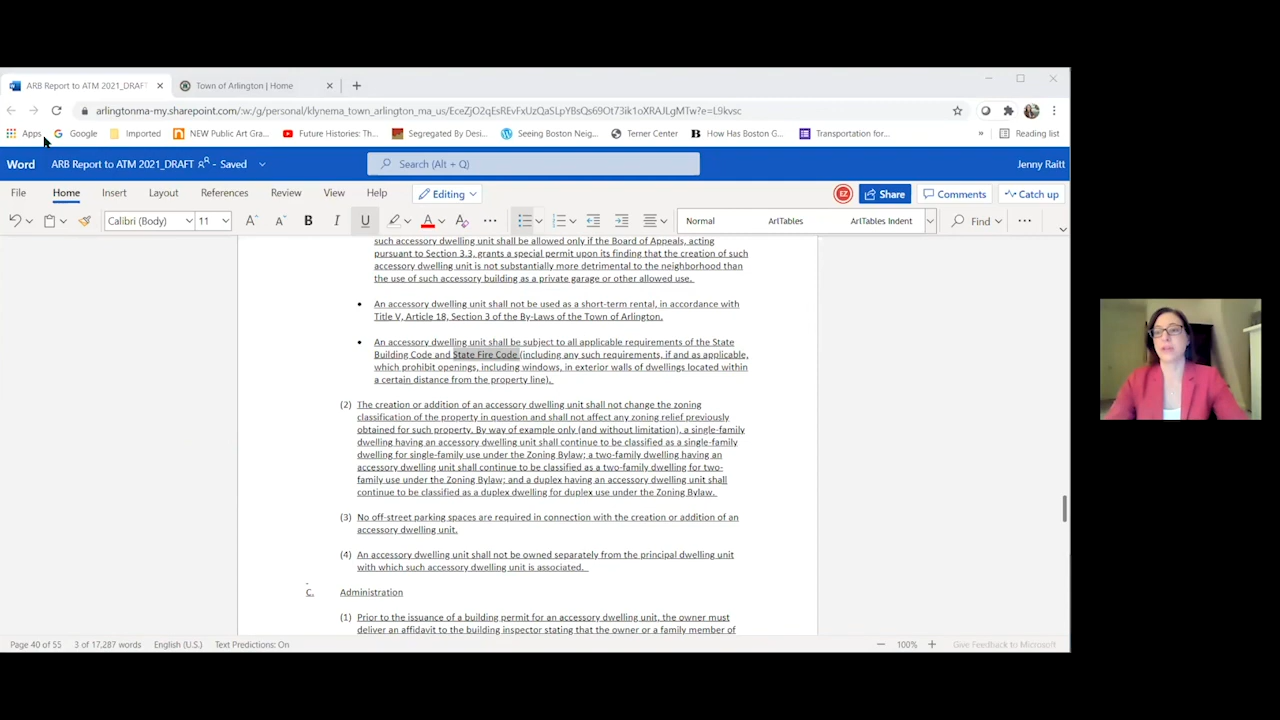 ARB Report to ATM 2021_DRAFT
Town of Arlington | Home
arlingtonma-my.sharepoint.com/:w:/g/personal/klynema_town_arlington_ma_us/EceZjO2qEsREvFxUzQaSLpYBsQs69Ot73ik1oXRAJLgMTw?e=L9kvsc
Apps Google Imported NEW Public Art Gra... Future Histories: Th... Segregated By Desi... Seeing Boston Neig... Terner Center How Has Boston G... Transportation for... » Reading list
Word ARB Report to ATM 2021_DRAFT - Saved Search (Alt + Q) Jenny Raitt
File Home Insert Layout References Review View Help Editing EZ Share Comments Catch up
Calibri (Body) 11 B I U A Normal ArtTables ArtTables Indent Find
such accessory dwelling unit shall be allowed only if the Board of Appeals, acting
pursuant to Section 3.3, grants a special permit upon its finding that the creation of such
accessory dwelling unit is not substantially more detrimental to the neighborhood than
the use of such accessory building as a private garage or other allowed use.
• An accessory dwelling unit shall not be used as a short-term rental, in accordance with
Title V, Article 18, Section 3 of the By-Laws of the Town of Arlington.
• An accessory dwelling unit shall be subject to all applicable requirements of the State
Building Code and State Fire Code (including any such requirements, if and as applicable,
which prohibit openings, including windows, in exterior walls of dwellings located within
a certain distance from the property line).
(2) The creation or addition of an accessory dwelling unit shall not change the zoning
classification of the property in question and shall not affect any zoning relief previously
obtained for such property. By way of example only (and without limitation), a single-family
dwelling having an accessory dwelling unit shall continue to be classified as a single-family
dwelling for single-family use under the Zoning Bylaw; a two-family dwelling having an
accessory dwelling unit shall continue to be classified as a two-family dwelling for two-
family use under the Zoning Bylaw; and a duplex having an accessory dwelling unit shall
continue to be classified as a duplex dwelling for duplex use under the Zoning Bylaw.
(3) No off-street parking spaces are required in connection with the creation or addition of an
accessory dwelling unit.
(4) An accessory dwelling unit shall not be owned separately from the principal dwelling unit
with which such accessory dwelling unit is associated.
C. Administration
(1) Prior to the issuance of a building permit for an accessory dwelling unit, the owner must
deliver an affidavit to the building inspector stating that the owner or a family member of
Page 40 of 55 3 of 17,287 words English (U.S.) Text Predictions: On 100% Give Feedback to Microsoft